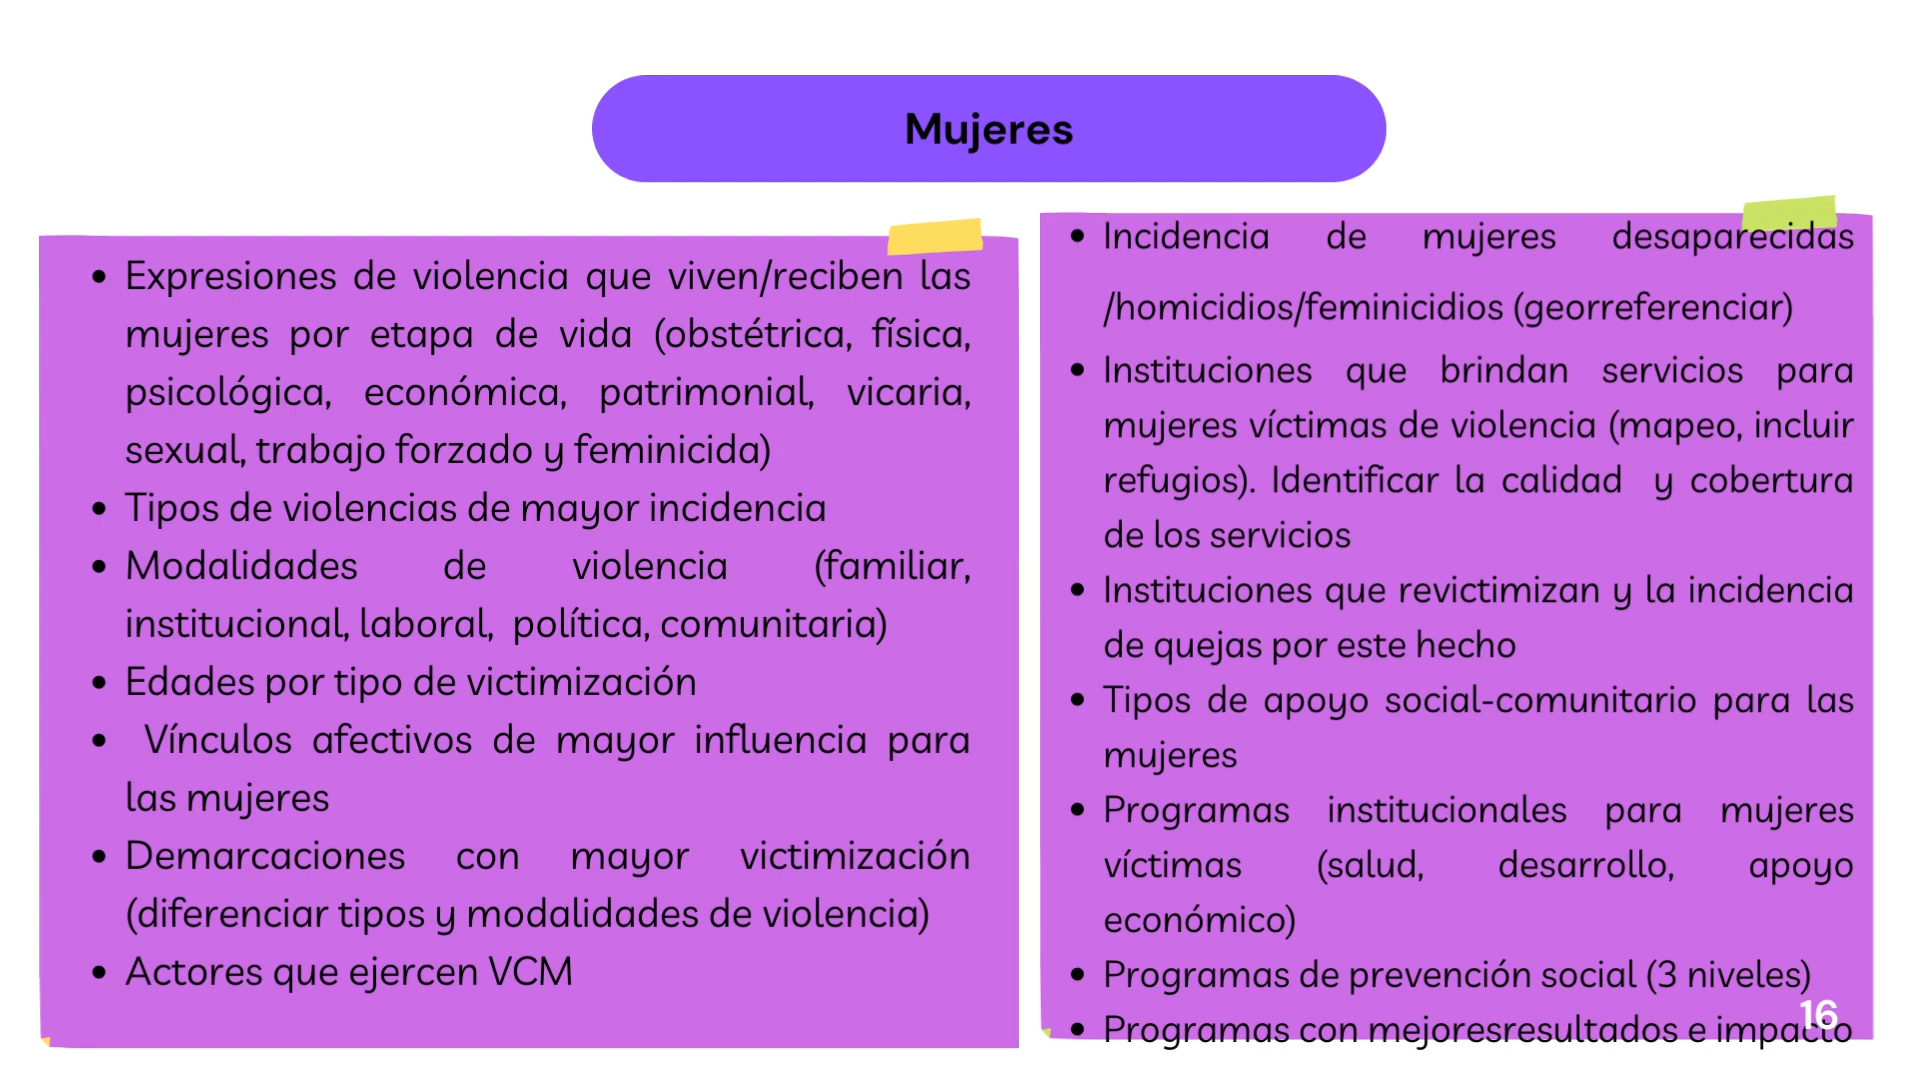 Mujeres
• Expresiones de violencia que viven/reciben las
mujeres por etapa de vida (obstétrica, física,
psicológica, económica, patrimonial, vicaria,
sexual, trabajo forzado y feminicida)
• Tipos de violencias de mayor incidencia
• Modalidades de violencia (familiar,
institucional, laboral, política, comunitaria)
• Edades por tipo de victimización
• Vínculos afectivos de mayor influencia para
las mujeres
• Demarcaciones con mayor victimización
(diferenciar tipos y modalidades de violencia)
• Actores que ejercen VCM
• Incidencia de mujeres desaparecidas
/homicidios/feminicidios (georreferenciar)
• Instituciones que brindan servicios para
mujeres víctimas de violencia (mapeo, incluir
refugios). Identificar la calidad y cobertura
de los servicios
• Instituciones que revictimizan y la incidencia
de quejas por este hecho
• Tipos de apoyo social-comunitario para las
mujeres
• Programas institucionales para mujeres
víctimas (salud, desarrollo, apoyo
económico)
• Programas de prevención social (3 niveles)
• Programas con mejoresresultados e impacto
16